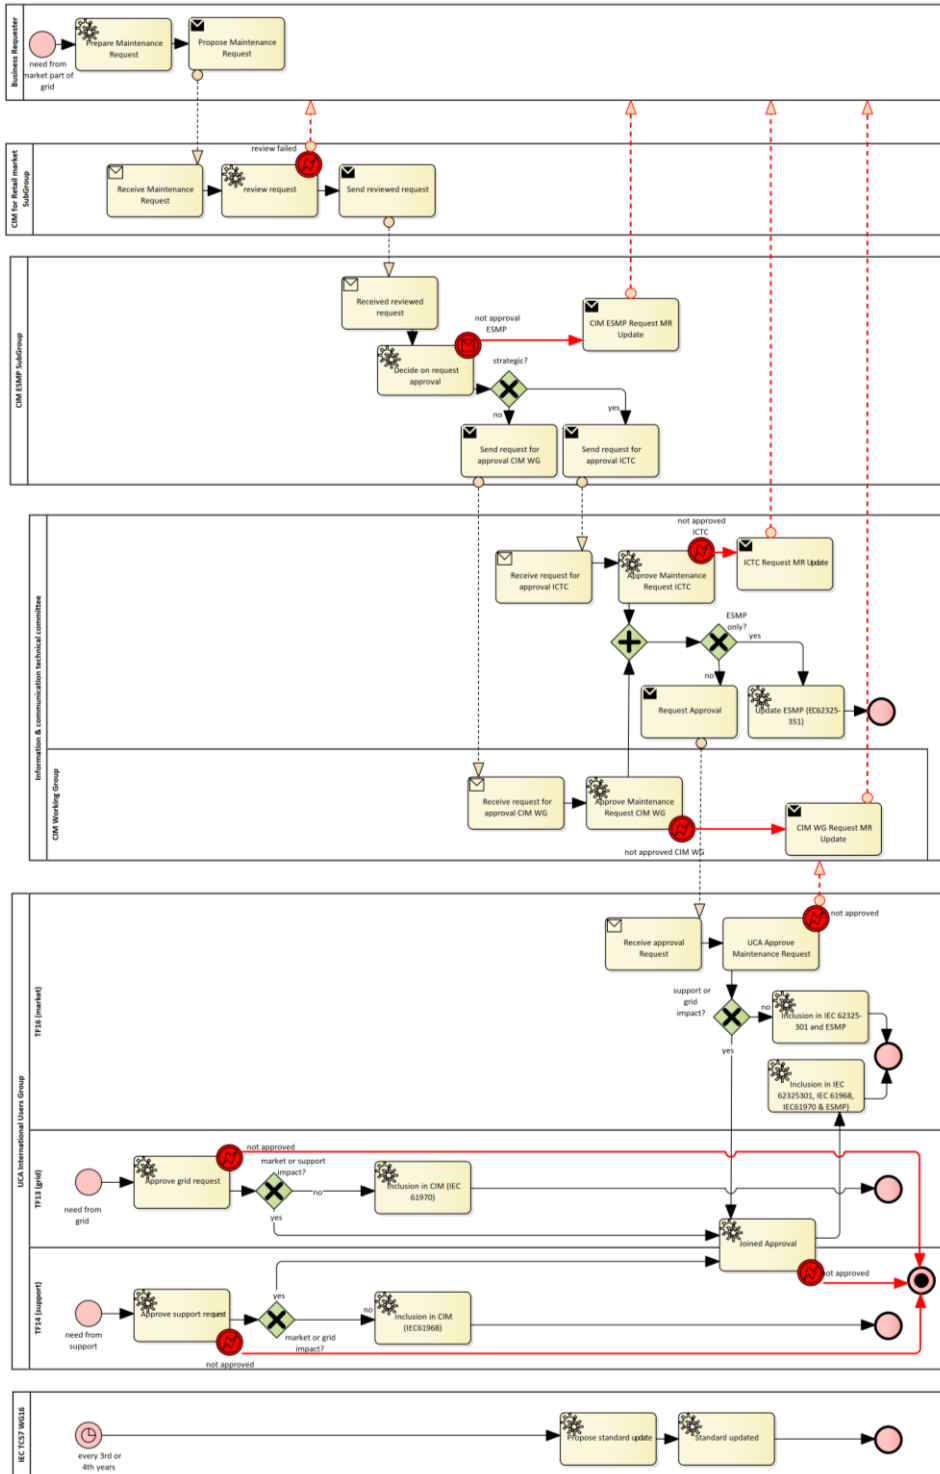 Business Requester
Prepare Maintenance
Request
Propose Maintenance
Request
need from
market part of
grid
CIM for Retail market
SubGroup
review failed
Receive Maintenance
Request
review request
Send reviewed request
CIM ESMP SubGroup
Received reviewed
request
not approval
ESMP
CIM ESMP Request MR
Update
Decide on request
approval
strategic?
no
yes
Send request for
approval CIM WG
Send request for
approval ICTC
Information & communication technical committee
not approved
ICTC
Receive request for
approval ICTC
Approve Maintenance
Request ICTC
ICTC Request MR Update
ESMP
only?
yes
no
Request Approval
Update ESMP (EC62325-
351)
CIM Working Group
Receive request for
approval CIM WG
Approve Maintenance
Request CIM WG
CIM WG Request MR
Update
not approved CIM WG
UCA International Users Group
TF16 (market)
not approved
Receive approval
Request
UCA Approve
Maintenance Request
support or
grid
impact?
no
Inclusion in IEC 62325-
301 and ESMP
yes
Inclusion in IEC
62325301, IEC 61968,
IEC61970 & ESMP)
TF13 (grid)
not approved
market or support
impact?
Approve grid request
no
Inclusion in CIM (IEC
61970)
need from
grid
yes
Joined Approval
not approved
TF14 (support)
yes
Approve support request
no
Inclusion in CIM
(IEC61968)
need from
support
market or grid
impact?
not approved
IEC TC57 WG16
Propose standard update
Standard updated
every 3rd or
4th years